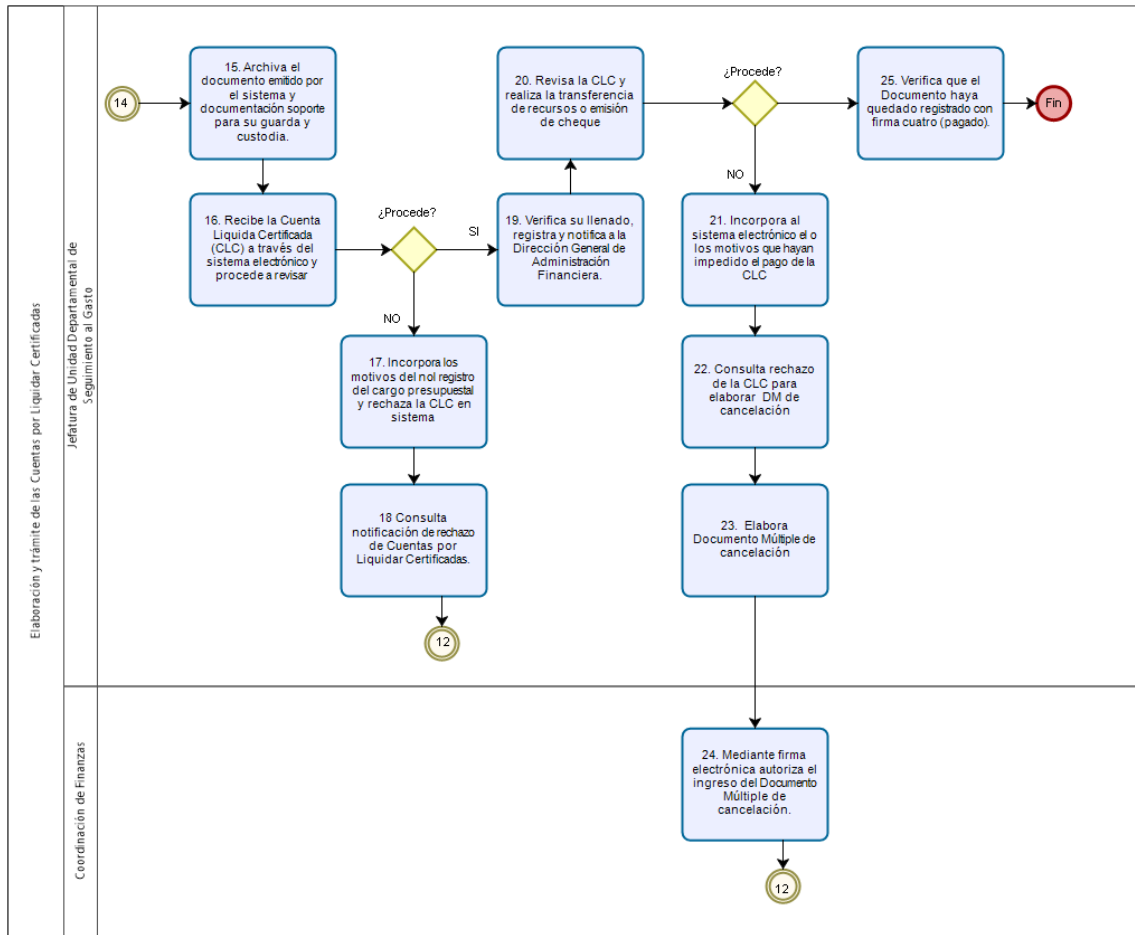 Elaboración y trámite de las Cuentas por Liquidar Certificadas
Jefatura de Unidad Departamental de
Seguimiento al Gasto
14
15. Archiva el
documento emitido por
el sistema y
documentación soporte
para su guarda y
custodia.
16. Recibe la Cuenta
Liquida Certificada
(CLC) a través del
sistema electrónico y
procede a revisar
¿Procede?
SI
NO
17. Incorpora los
motivos del nol registro
del cargo presupuestal
y rechaza la CLC en
sistema
18 Consulta
notificación de rechazo
de Cuentas por
Liquidar Certificadas.
12
19. Verifica su llenado,
registra y notifica a la
Dirección General de
Administración
Financiera.
20. Revisa la CLC y
realiza la transferencia
de recursos o emisión
de cheque
¿Procede?
NO
21. Incorpora al
sistema electrónico el o
los motivos que hayan
impedido el pago de la
CLC
22. Consulta rechazo
de la CLC para
elaborar DM de
cancelación
23. Elabora
Documento Múltiple de
cancelación
25. Verifica que el
Documento haya
quedado registrado con
firma cuatro (pagado).
Fin
Coordinación de Finanzas
24. Mediante firma
electrónica autoriza el
ingreso del Documento
Múltiple de
cancelación.
12